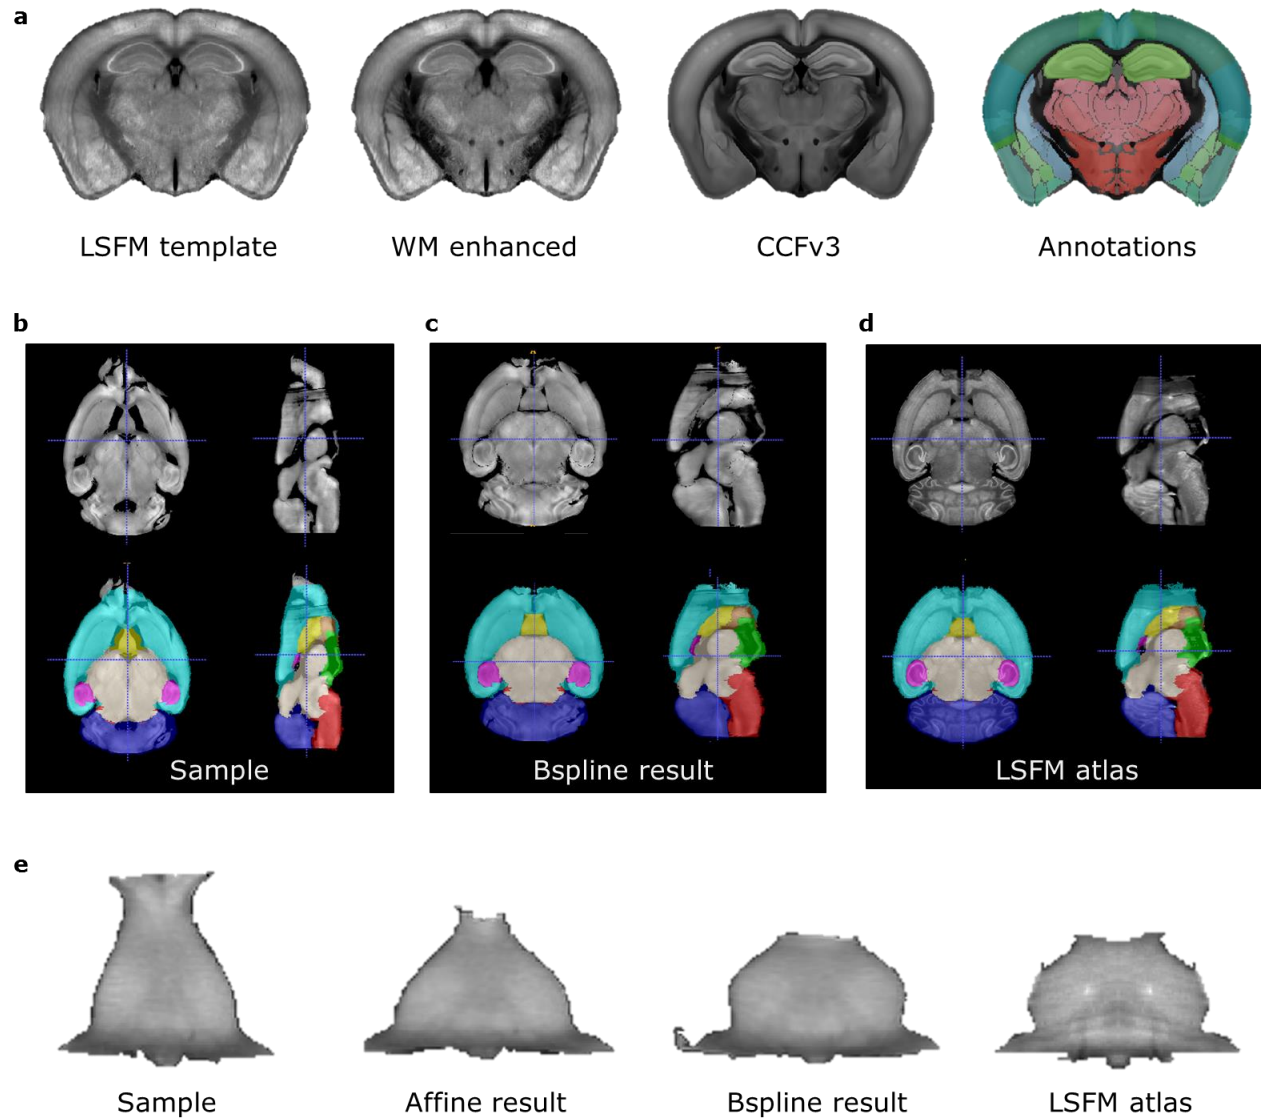 a
LSFM template
WM enhanced
CCFv3
Annotations
b
c
d
Sample
Bspline result
LSFM atlas
e
Sample
Affine result
Bspline result
LSFM atlas